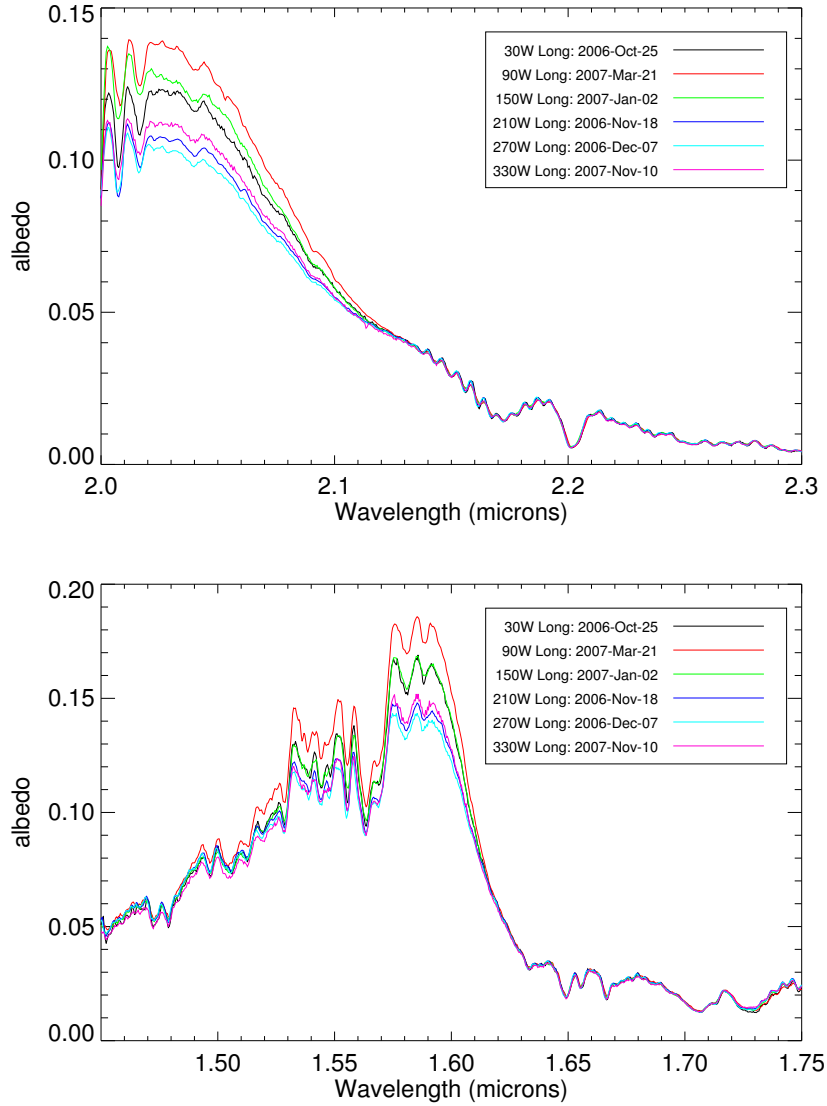 0.15
0.10
0.05
0.00
albedo
30W Long: 2006-Oct-25
90W Long: 2007-Mar-21
150W Long: 2007-Jan-02
210W Long: 2006-Nov-18
270W Long: 2006-Dec-07
330W Long: 2007-Nov-10
2.0 2.1 2.2 2.3
Wavelength (microns)
0.20
0.15
0.10
0.05
0.00
albedo
30W Long: 2006-Oct-25
90W Long: 2007-Mar-21
150W Long: 2007-Jan-02
210W Long: 2006-Nov-18
270W Long: 2006-Dec-07
330W Long: 2007-Nov-10
1.50 1.55 1.60 1.65 1.70 1.75
Wavelength (microns)